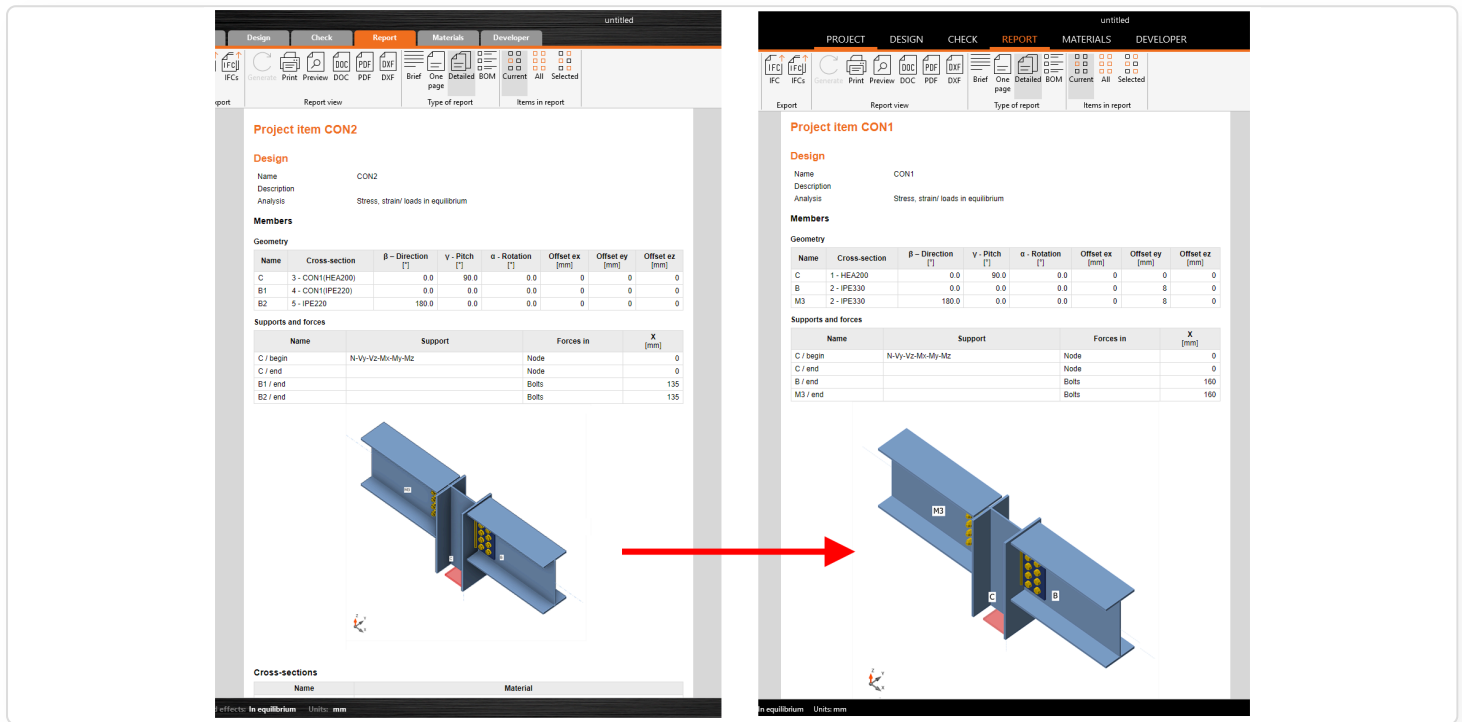 untitled
Design Check Report Materials Developer
IFCs Generate Print Preview DOC PDF DXF Brief One page Detailed BOM Current All Selected
Report view Type of report Items in report
Project item CON2
Design
Name CON2
Description
Analysis Stress, strain/ loads in equilibrium
Members
Geometry
Name Cross-section β – Direction [°] γ - Pitch [°] α - Rotation [°] Offset ex [mm] Offset ey [mm] Offset ez [mm]
C 3 - CON1(HEA200) 0.0 90.0 0.0 0 0 0
B1 4 - CON1(IPE220) 0.0 0.0 0.0 0 0 0
B2 5 - IPE220 180.0 0.0 0.0 0 0 0
Supports and forces
Name Support Forces in X [mm]
C / begin N-Vy-Vz-Mx-My-Mz Node 0
C / end Node 0
B1 / end Bolts 135
B2 / end Bolts 135
Cross-sections
Name Material
effects: In equilibrium Units: mm
untitled
PROJECT DESIGN CHECK REPORT MATERIALS DEVELOPER
IFC IFCs Generate Print Preview DOC PDF DXF Brief One page Detailed BOM Current All Selected
Export Report view Type of report Items in report
Project item CON1
Design
Name CON1
Description
Analysis Stress, strain/ loads in equilibrium
Members
Geometry
Name Cross-section β – Direction [°] γ - Pitch [°] α - Rotation [°] Offset ex [mm] Offset ey [mm] Offset ez [mm]
C 1 - HEA200 0.0 90.0 0.0 0 0 0
B 2 - IPE330 0.0 0.0 0.0 0 8 0
M3 2 - IPE330 180.0 0.0 0.0 0 8 0
Supports and forces
Name Support Forces in X [mm]
C / begin N-Vy-Vz-Mx-My-Mz Node 0
C / end Node 0
B / end Bolts 160
M3 / end Bolts 160
M3
C
B
In equilibrium Units: mm